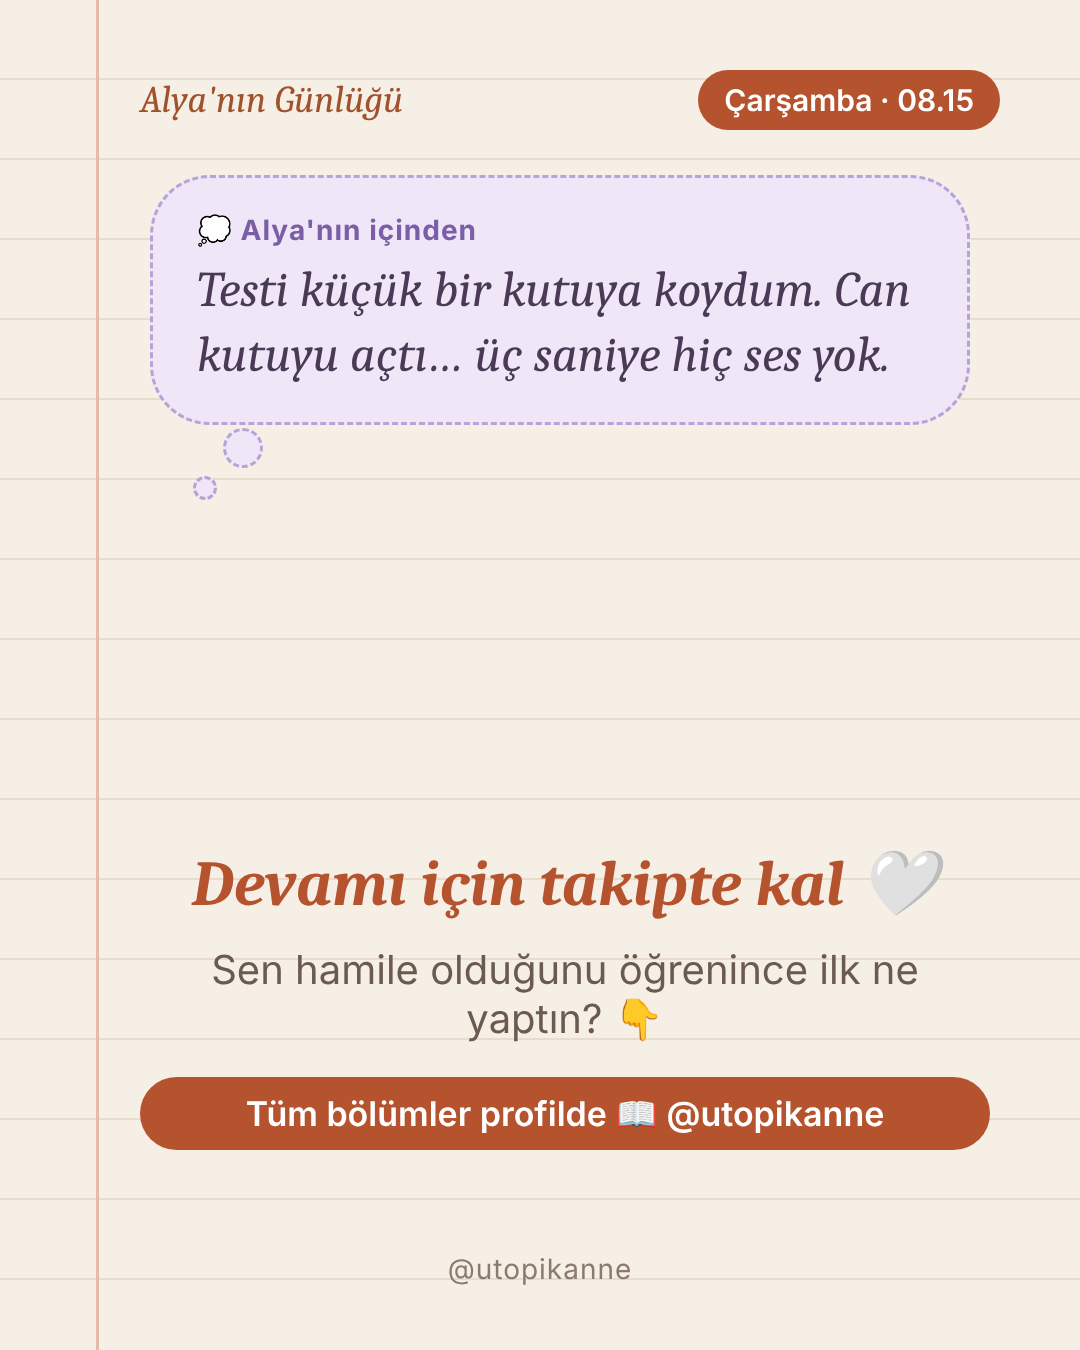 Alya'nın Günlüğü
Çarşamba · 08.15
💭 Alya'nın içinden
Testi küçük bir kutuya koydum. Can
kutuyu açtı... üç saniye hiç ses yok.
Devamı için takipte kal 🤍
Sen hamile olduğunu öğrenince ilk ne
yaptın? 👇
Tüm bölümler profilde 📖 @utopikanne
@utopikanne